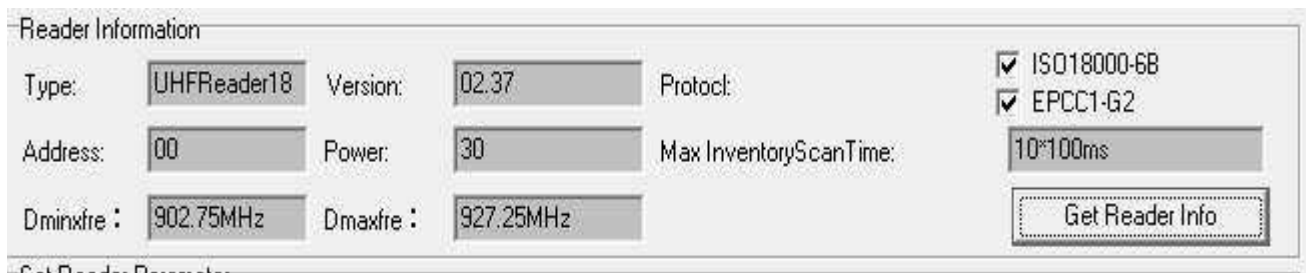 Reader Information
Type: UHFReader18 Version: 02.37 Protocl: ISO18000-6B
EPCC1-G2
Address: 00 Power: 30 Max InventoryScanTime: 10*100ms
Dminxfre： 902.75MHz Dmaxfre： 927.25MHz Get Reader Info